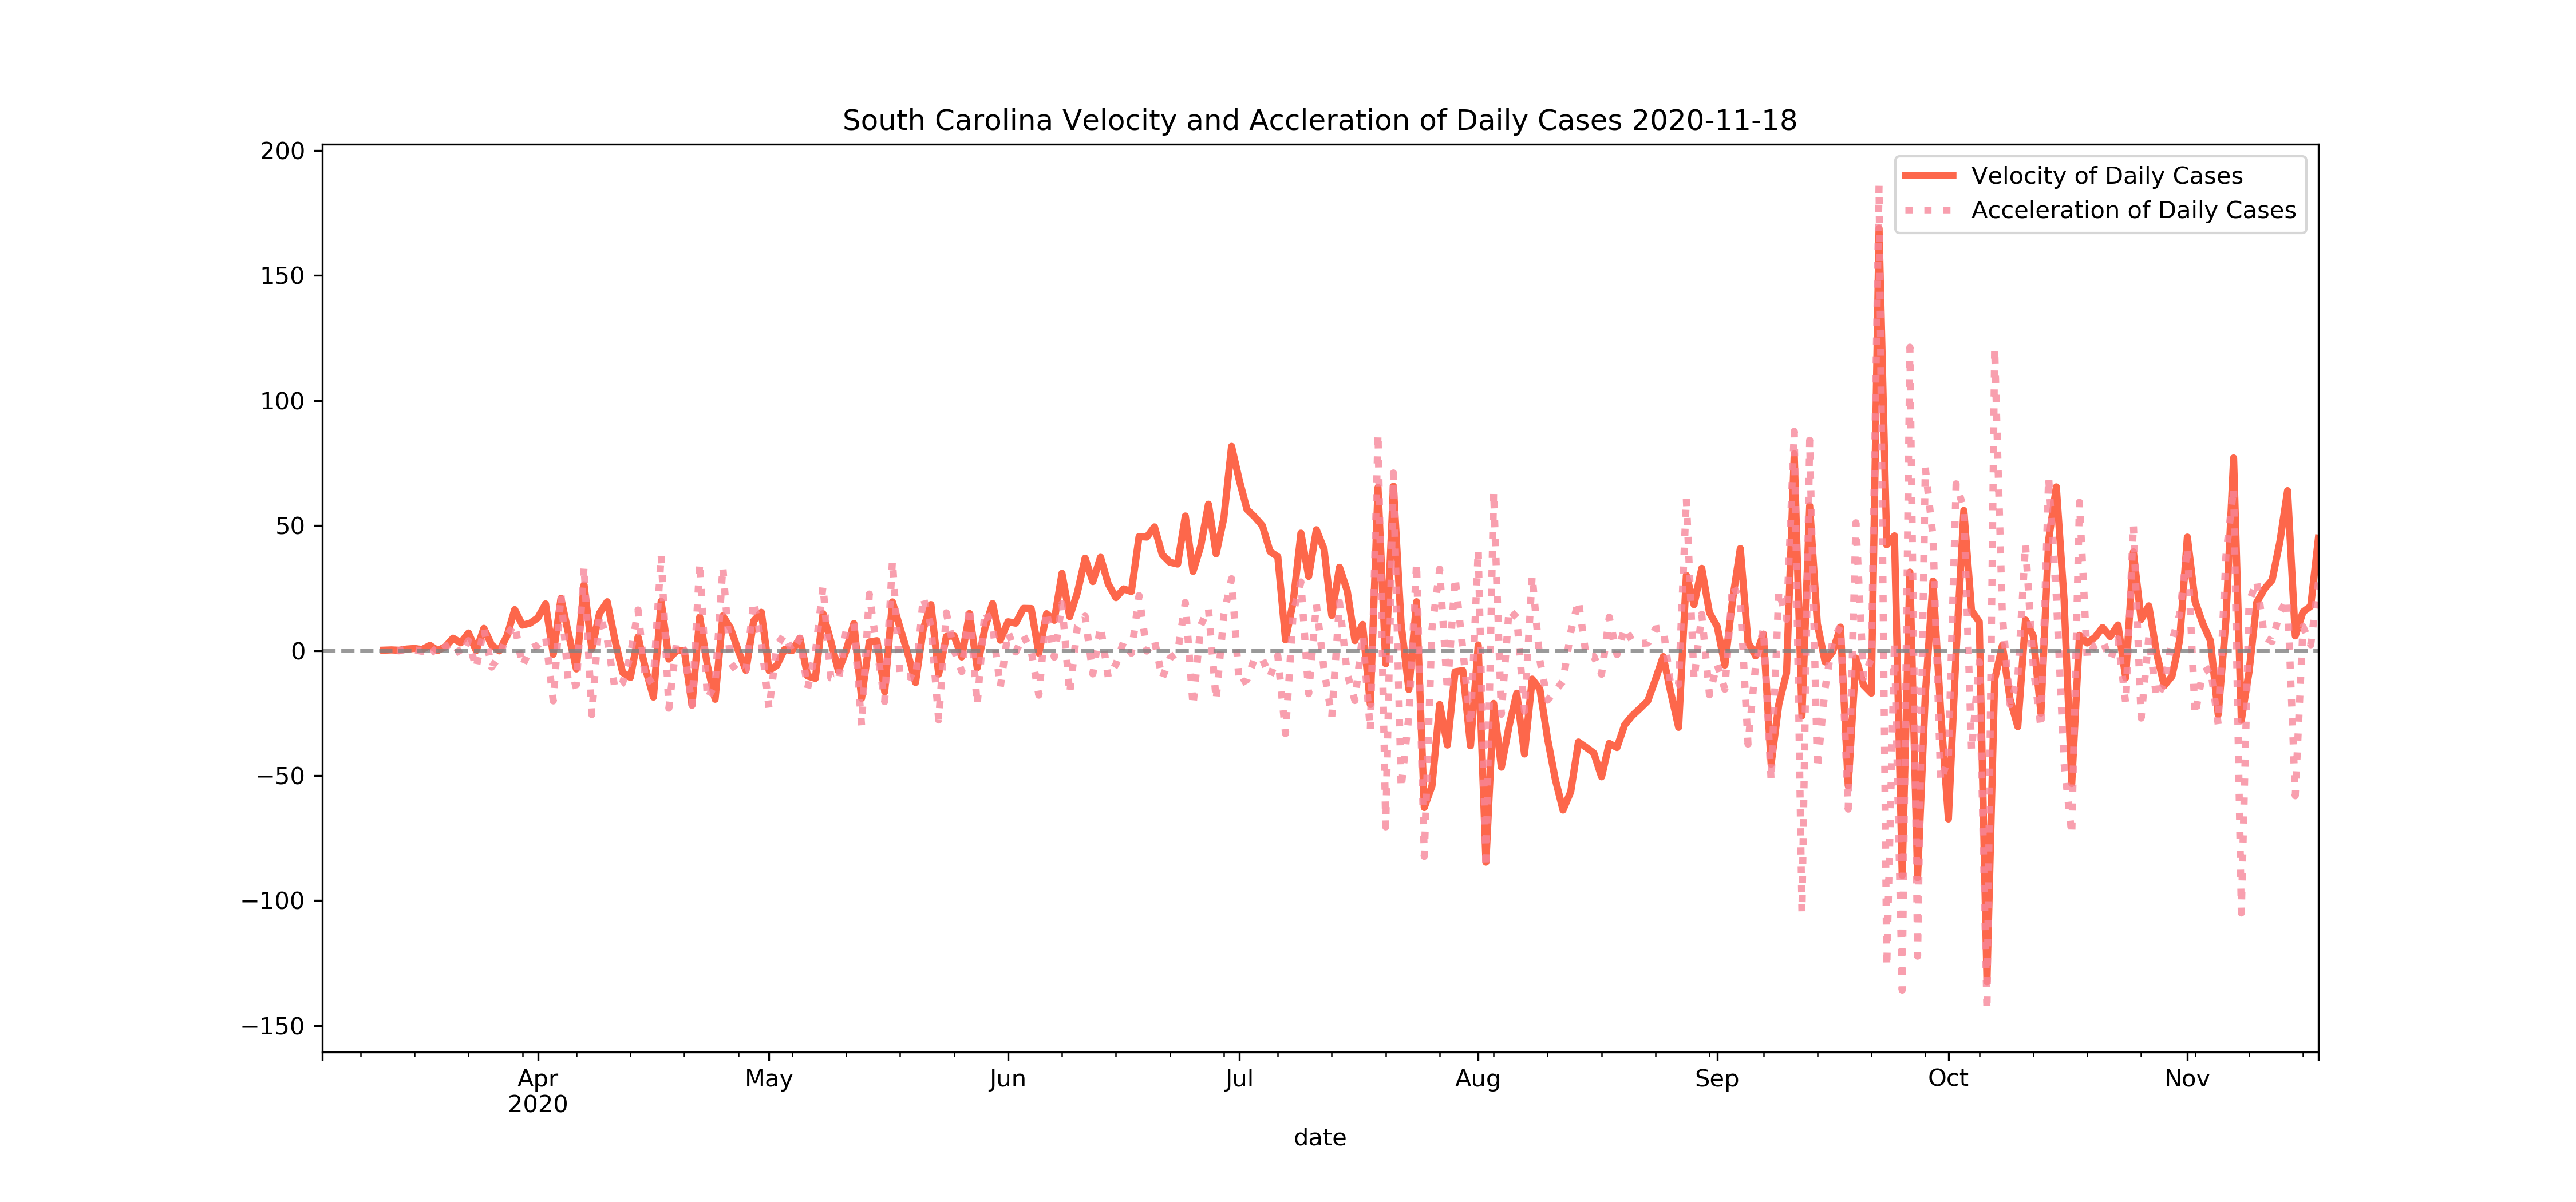 South Carolina Velocity and Accleration of Daily Cases 2020-11-18
Velocity of Daily Cases
Acceleration of Daily Cases
200
150
100
50
0
−50
−100
−150
Apr
2020
May
Jun
Jul
Aug
Sep
Oct
Nov
date